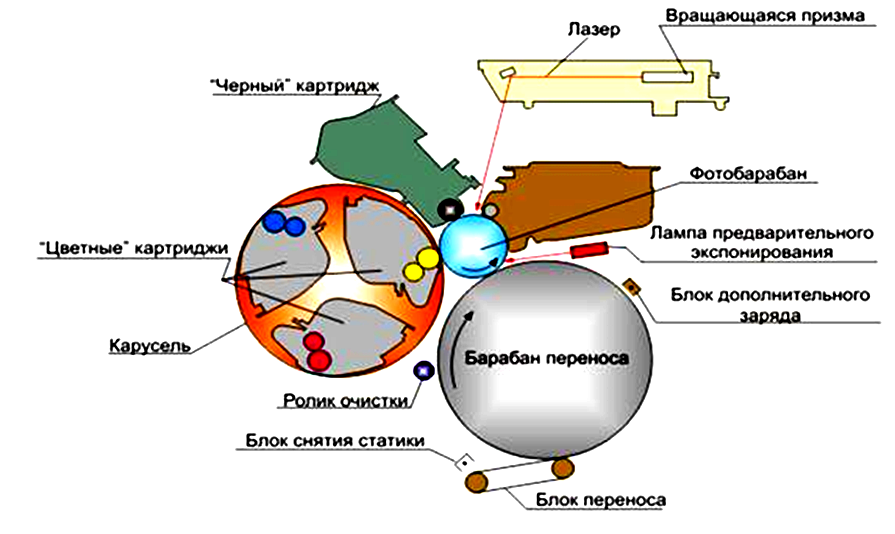 Вращающаяся призма
Лазер
"Черный" картридж
Фотобарабан
Лампа предварительного
экспонирования
"Цветные" картриджи
Блок дополнительного
заряда
Карусель
Барабан переноса
Ролик очистки
Блок снятия статики
Блок переноса